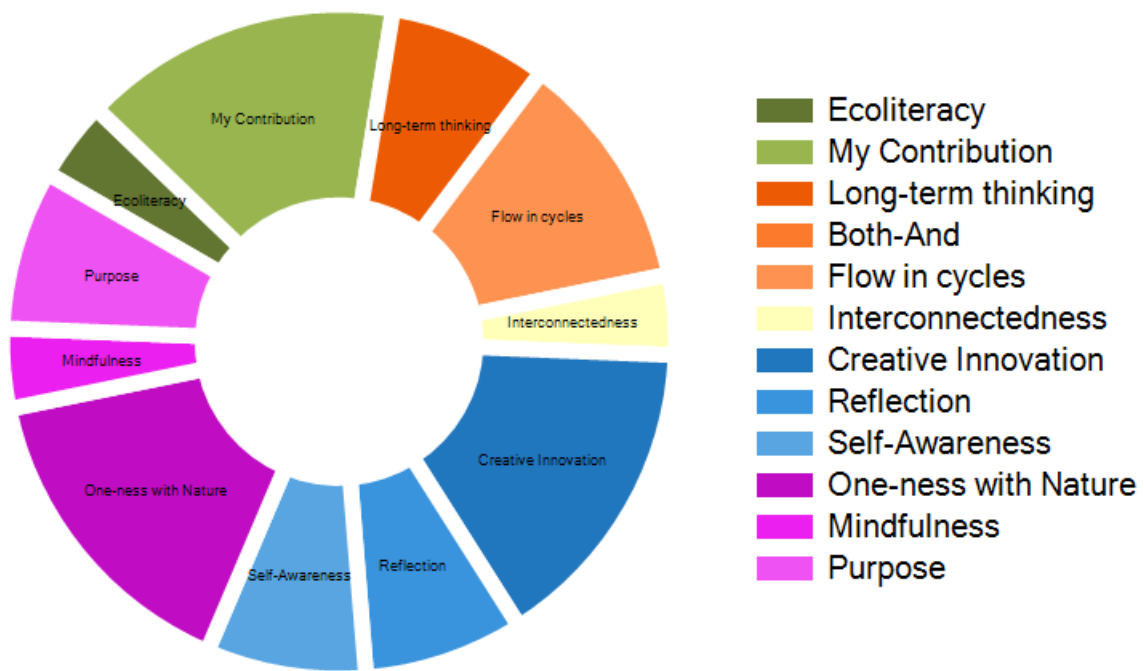 My Contribution
Long-term thinking
Ecoliteracy
Flow in cycles
Purpose
Interconnectedness
Mindfulness
Creative Innovation
One-ness with Nature
Reflection
Self-Awareness
Ecoliteracy
My Contribution
Long-term thinking
Both-And
Flow in cycles
Interconnectedness
Creative Innovation
Reflection
Self-Awareness
One-ness with Nature
Mindfulness
Purpose